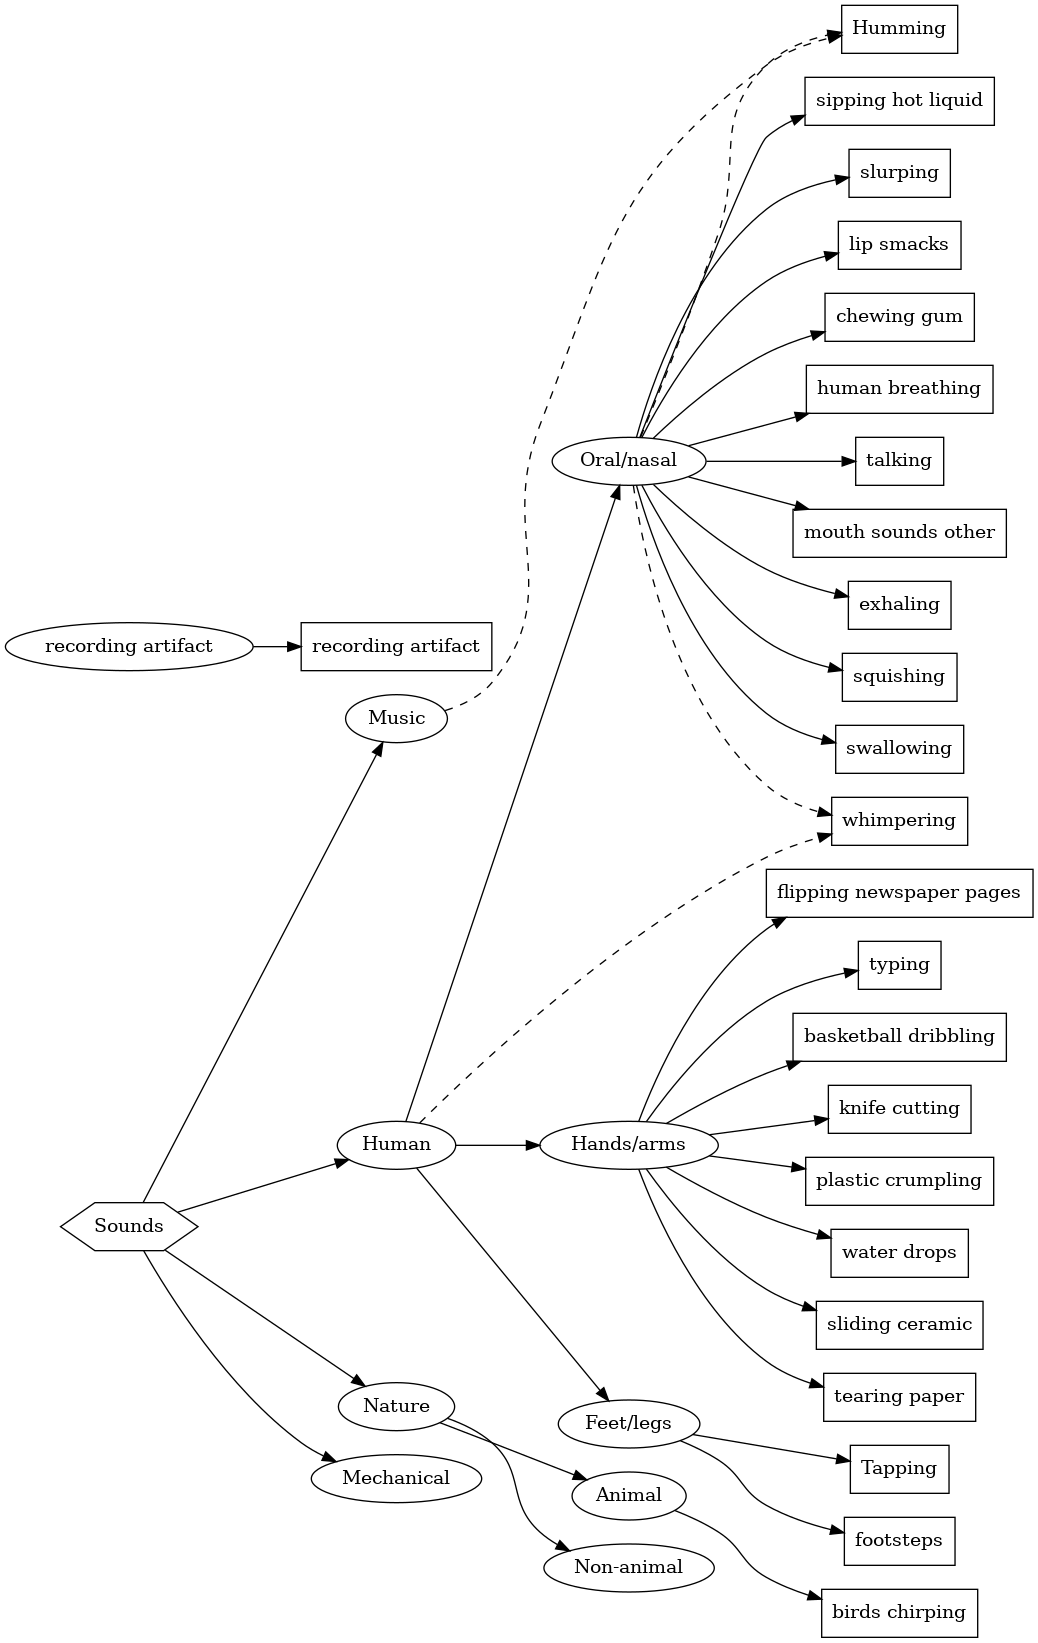 Humming
sipping hot liquid
slurping
lip smacks
chewing gum
human breathing
Oral/nasal
talking
mouth sounds other
exhaling
recording artifact
recording artifact
squishing
Music
swallowing
whimpering
flipping newspaper pages
typing
basketball dribbling
knife cutting
Human
Hands/arms
plastic crumpling
Sounds
water drops
sliding ceramic
tearing paper
Nature
Feet/legs
Tapping
Mechanical
Animal
footsteps
Non-animal
birds chirping